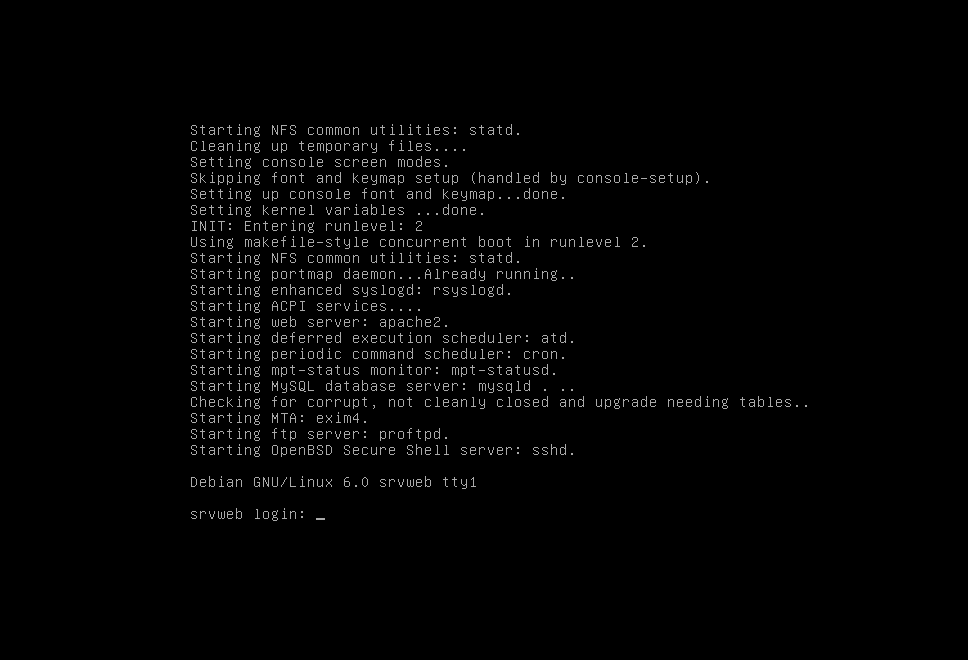 Starting NFS common utilities: statd.
Cleaning up temporary files....
Setting console screen modes.
Skipping font and keymap setup (handled by console-setup).
Setting up console font and keymap...done.
Setting kernel variables ...done.
INIT: Entering runlevel: 2
Using makefile-style concurrent boot in runlevel 2.
Starting NFS common utilities: statd.
Starting portmap daemon...Already running..
Starting enhanced syslogd: rsyslogd.
Starting ACPI services....
Starting web server: apache2.
Starting deferred execution scheduler: atd.
Starting periodic command scheduler: cron.
Starting mpt-status monitor: mpt-statusd.
Starting MySQL database server: mysqld . ..
Checking for corrupt, not cleanly closed and upgrade needing tables..
Starting MTA: exim4.
Starting ftp server: proftpd.
Starting OpenBSD Secure Shell server: sshd.
Debian GNU/Linux 6.0 srvweb tty1
srvweb login: _